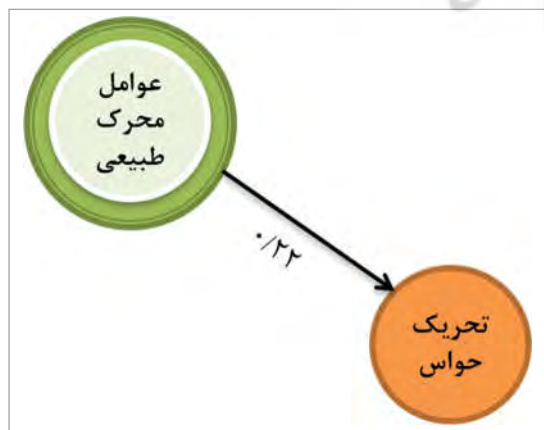 عوامل
محرک
طبیعی
۰/۲۲
تحریک
حواس